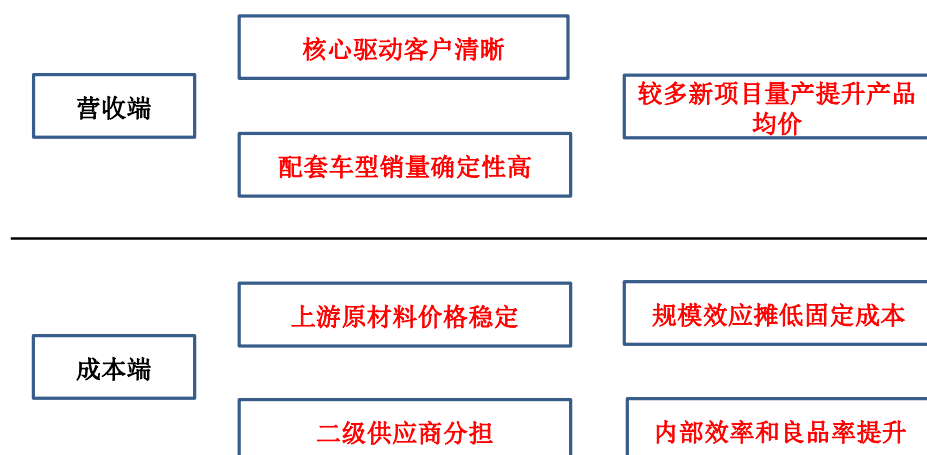 核心驱动客户清晰
营收端
较多新项目量产提升产品
均价
配套车型销量确定性高
上游原材料价格稳定
规模效应摊低固定成本
成本端
二级供应商分担
内部效率和良品率提升